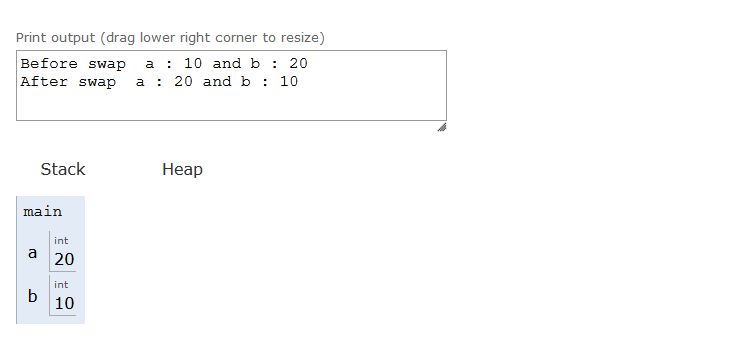 Print output (drag lower right corner to resize)
Before swap  a : 10 and b : 20
After swap  a : 20 and b : 10
Stack Heap
main
int
a 20
int
b 10